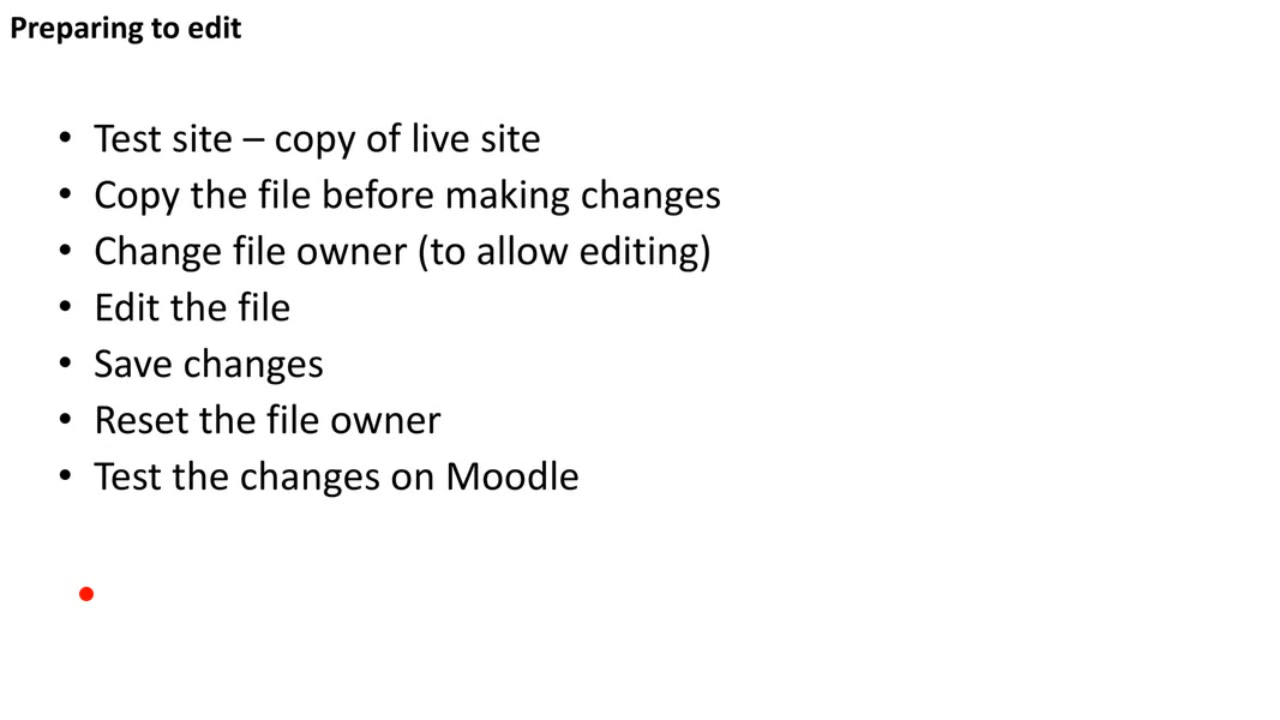 Preparing to edit
• Test site – copy of live site
• Copy the file before making changes
• Change file owner (to allow editing)
• Edit the file
• Save changes
• Reset the file owner
• Test the changes on Moodle